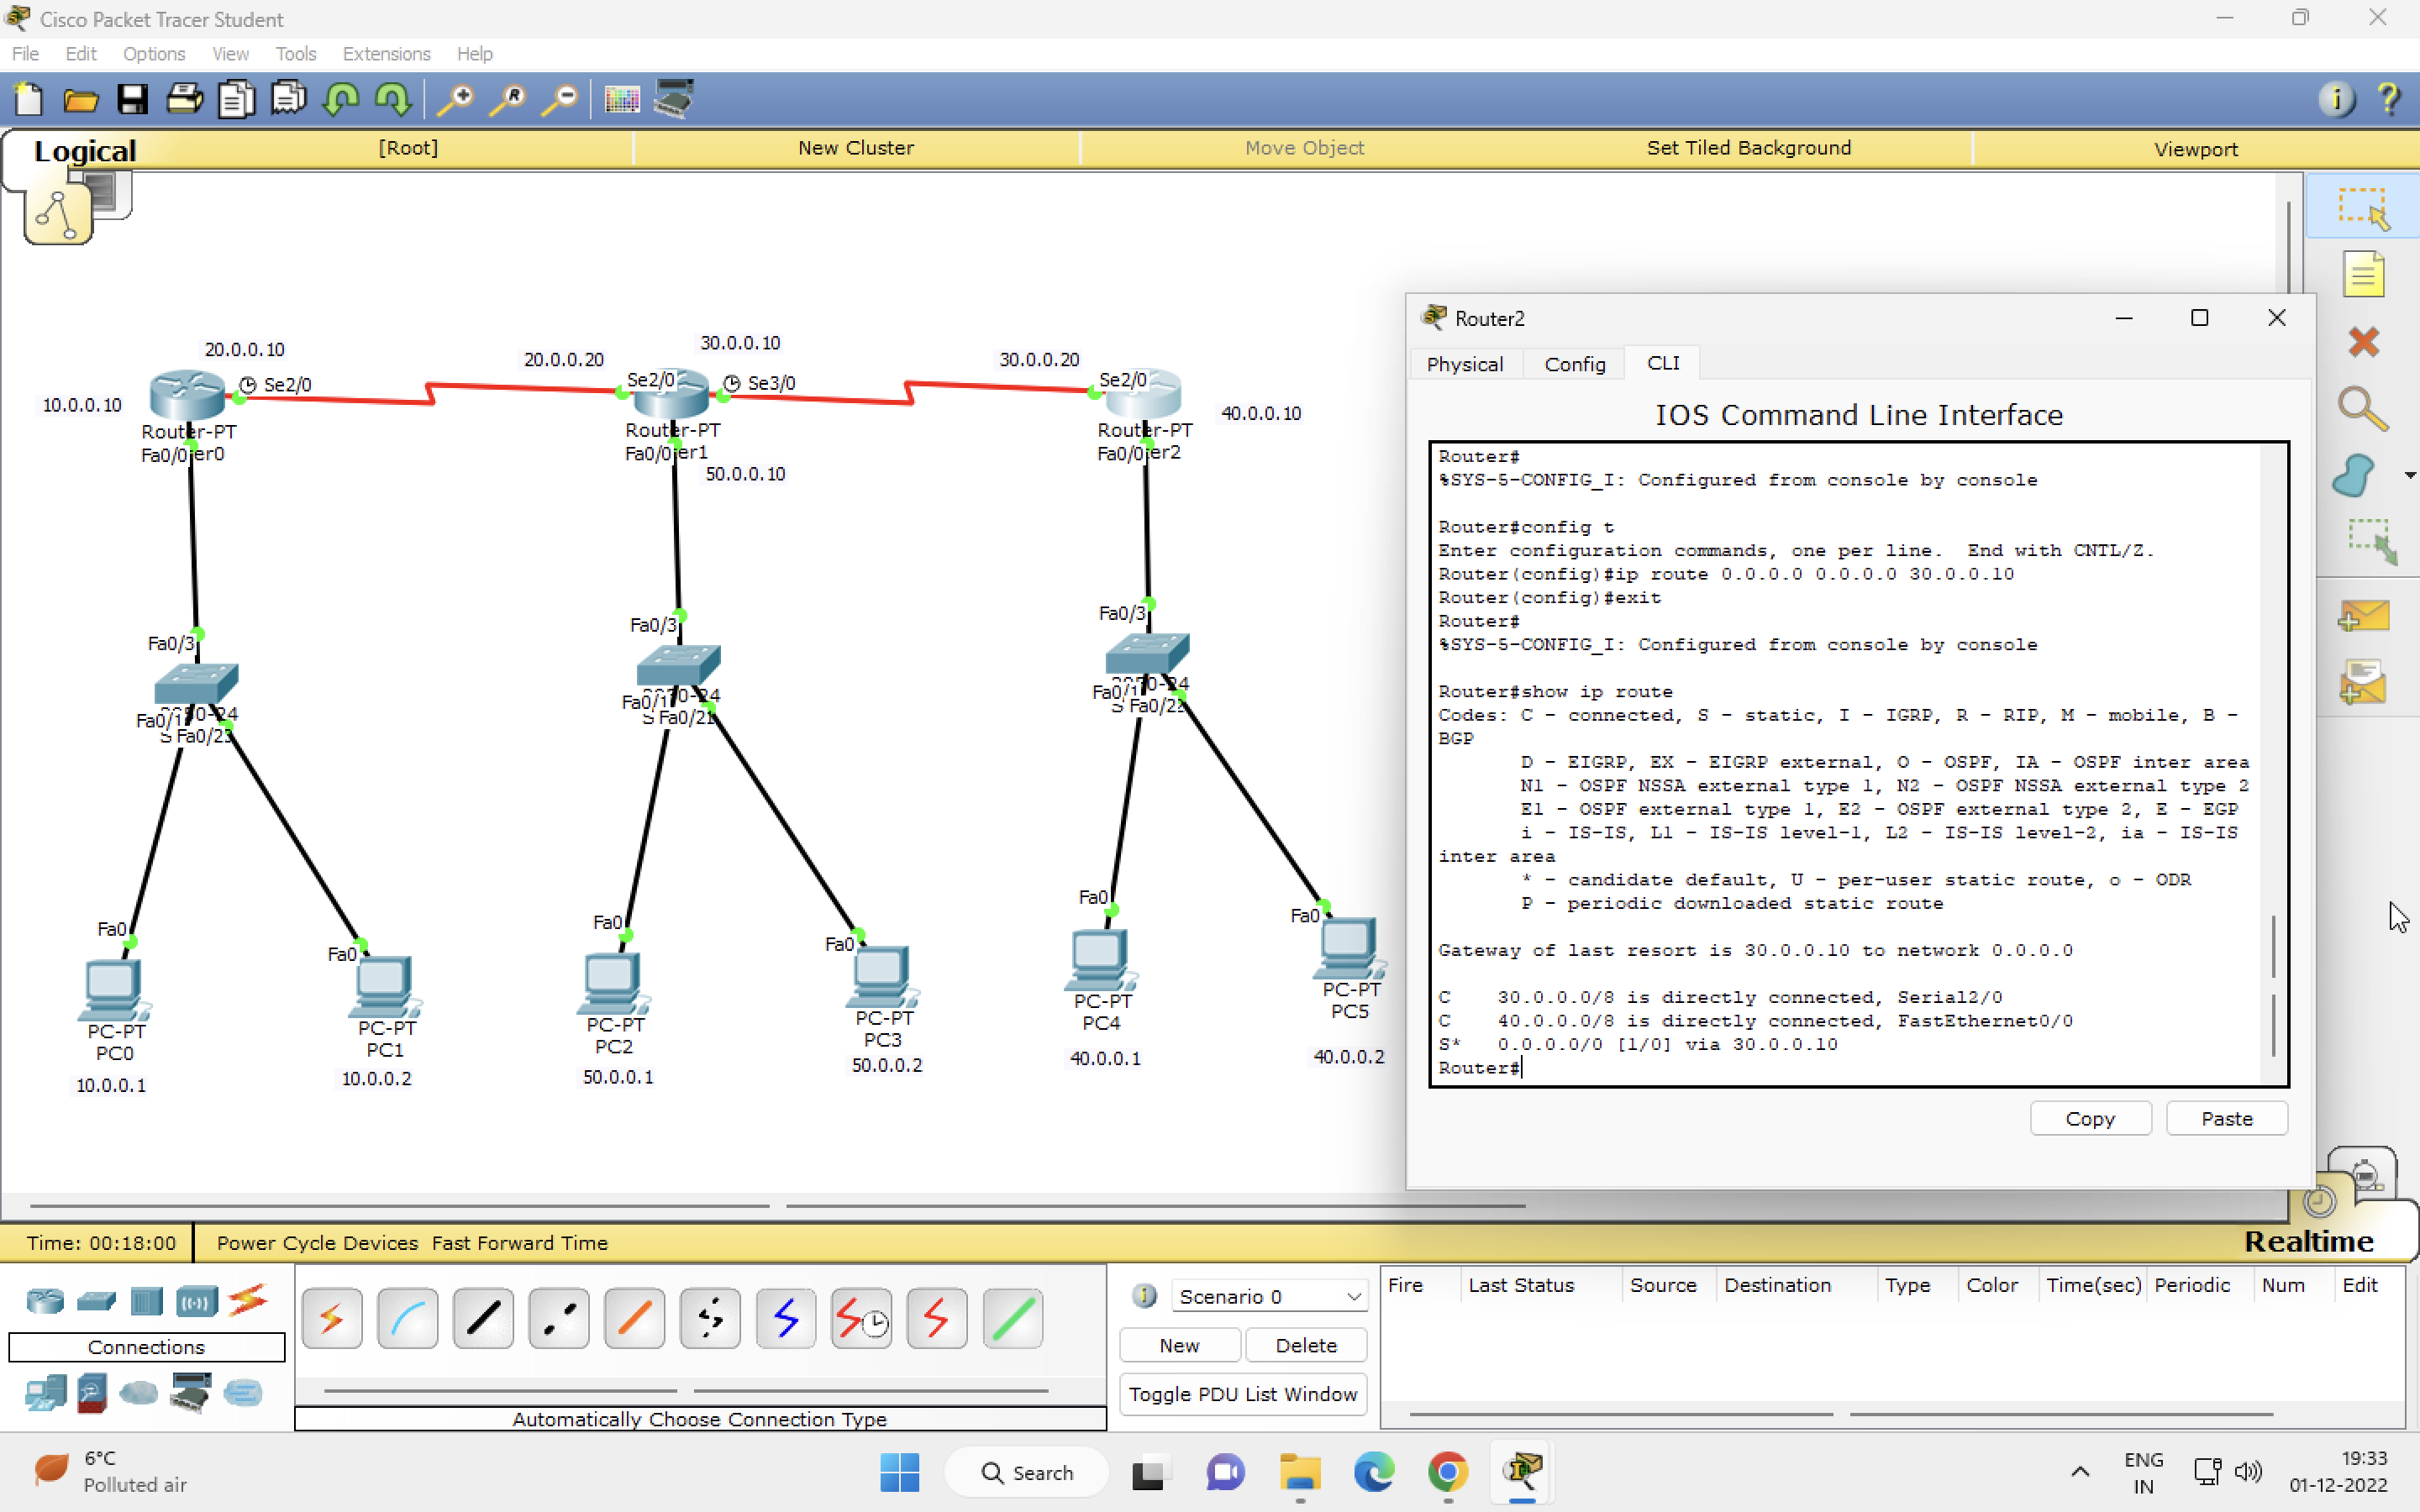 Cisco Packet Tracer Student
File Edit Options View Tools Extensions Help
Logical [Root] New Cluster Move Object Set Tiled Background Viewport
20.0.0.10
20.0.0.20
30.0.0.10
30.0.0.20
10.0.0.10
Se2/0
Se2/0
Se3/0
Se2/0
40.0.0.10
Router-PT
Fa0/0
er0
Router-PT
Fa0/0
er1
50.0.0.10
Router-PT
Fa0/0
er2
Fa0/3
Fa0/3
Fa0/3
Fa0/1
50-24
S Fa0/23
Fa0/1
50-24
S Fa0/21
Fa0/1
50-24
S Fa0/22
Fa0
Fa0
Fa0
Fa0
Fa0
Fa0
PC-PT
PC0
10.0.0.1
PC-PT
PC1
10.0.0.2
PC-PT
PC2
50.0.0.1
PC-PT
PC3
50.0.0.2
PC-PT
PC4
40.0.0.1
PC-PT
PC5
40.0.0.2
Router2
Physical Config CLI
IOS Command Line Interface
Router#
%SYS-5-CONFIG_I: Configured from console by console
Router#config t
Enter configuration commands, one per line. End with CNTL/Z.
Router(config)#ip route 0.0.0.0 0.0.0.0 30.0.0.10
Router(config)#exit
Router#
%SYS-5-CONFIG_I: Configured from console by console
Router#show ip route
Codes: C - connected, S - static, I - IGRP, R - RIP, M - mobile, B -
BGP
D - EIGRP, EX - EIGRP external, O - OSPF, IA - OSPF inter area
N1 - OSPF NSSA external type 1, N2 - OSPF NSSA external type 2
E1 - OSPF external type 1, E2 - OSPF external type 2, E - EGP
i - IS-IS, L1 - IS-IS level-1, L2 - IS-IS level-2, ia - IS-IS
inter area
* - candidate default, U - per-user static route, o - ODR
P - periodic downloaded static route
Gateway of last resort is 30.0.0.10 to network 0.0.0.0
C 30.0.0.0/8 is directly connected, Serial2/0
C 40.0.0.0/8 is directly connected, FastEthernet0/0
S* 0.0.0.0/0 [1/0] via 30.0.0.10
Router#
Copy Paste
Time: 00:18:00 Power Cycle Devices Fast Forward Time
Realtime
Connections
Automatically Choose Connection Type
Scenario 0
New Delete
Toggle PDU List Window
Fire Last Status Source Destination Type Color Time(sec) Periodic Num Edit
6°C
Polluted air
Search
ENG
IN
19:33
01-12-2022